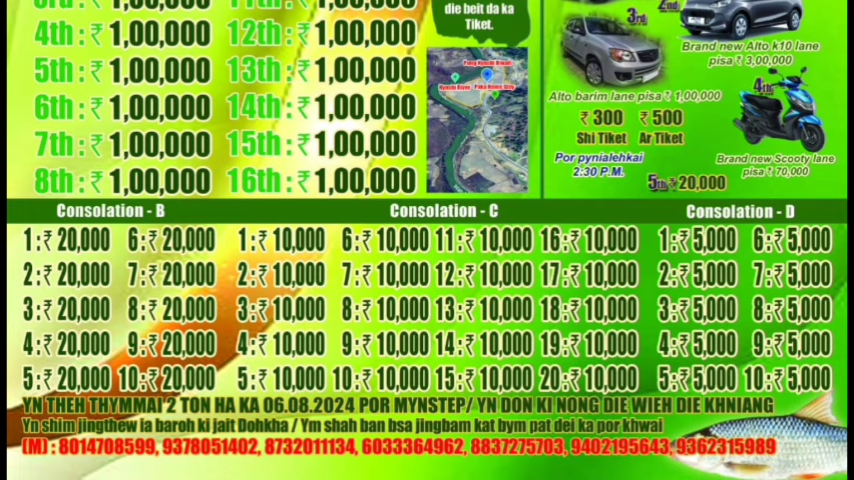 3rd : ₹ 1,00,000 11th : ₹ 1,00,000
4th : ₹ 1,00,000 12th : ₹ 1,00,000
5th : ₹ 1,00,000 13th : ₹ 1,00,000
6th : ₹ 1,00,000 14th : ₹ 1,00,000
7th : ₹ 1,00,000 15th : ₹ 1,00,000
8th : ₹ 1,00,000 16th : ₹ 1,00,000
die beit da ka
Tiket.
2nd
3rd
Brand new Alto k10 lane
pisa ₹ 3,00,000
Alto barim lane pisa ₹ 1,00,000
4th
₹ 300 ₹ 500
Shi Tiket Ar Tiket
Por pynialehkai
2:30 P.M.
Brand new Scooty lane
pisa ₹ 70,000
5th ₹ 20,000
Consolation - B Consolation - C Consolation - D
1 : ₹ 20,000 6 : ₹ 20,000 1 : ₹ 10,000 6 : ₹ 10,000 11 : ₹ 10,000 16 : ₹ 10,000 1 : ₹ 5,000 6 : ₹ 5,000
2 : ₹ 20,000 7 : ₹ 20,000 2 : ₹ 10,000 7 : ₹ 10,000 12 : ₹ 10,000 17 : ₹ 10,000 2 : ₹ 5,000 7 : ₹ 5,000
3 : ₹ 20,000 8 : ₹ 20,000 3 : ₹ 10,000 8 : ₹ 10,000 13 : ₹ 10,000 18 : ₹ 10,000 3 : ₹ 5,000 8 : ₹ 5,000
4 : ₹ 20,000 9 : ₹ 20,000 4 : ₹ 10,000 9 : ₹ 10,000 14 : ₹ 10,000 19 : ₹ 10,000 4 : ₹ 5,000 9 : ₹ 5,000
5 : ₹ 20,000 10 : ₹ 20,000 5 : ₹ 10,000 10 : ₹ 10,000 15 : ₹ 10,000 20 : ₹ 10,000 5 : ₹ 5,000 10 : ₹ 5,000
YN THEH THYMMAI 2 TON HA KA 06.08.2024 POR MYNSTEP/ YN DON KI NONG DIE WIEH DIE KHNIANG
Yn shim jingthew ia baroh ki jait Dohkha / Ym shah ban bsa jingbam kat bym pat dei ka por khwai
(M) : 8014708599, 9378051402, 8732011134, 6033364962, 8837275703, 9402195643, 9362315989